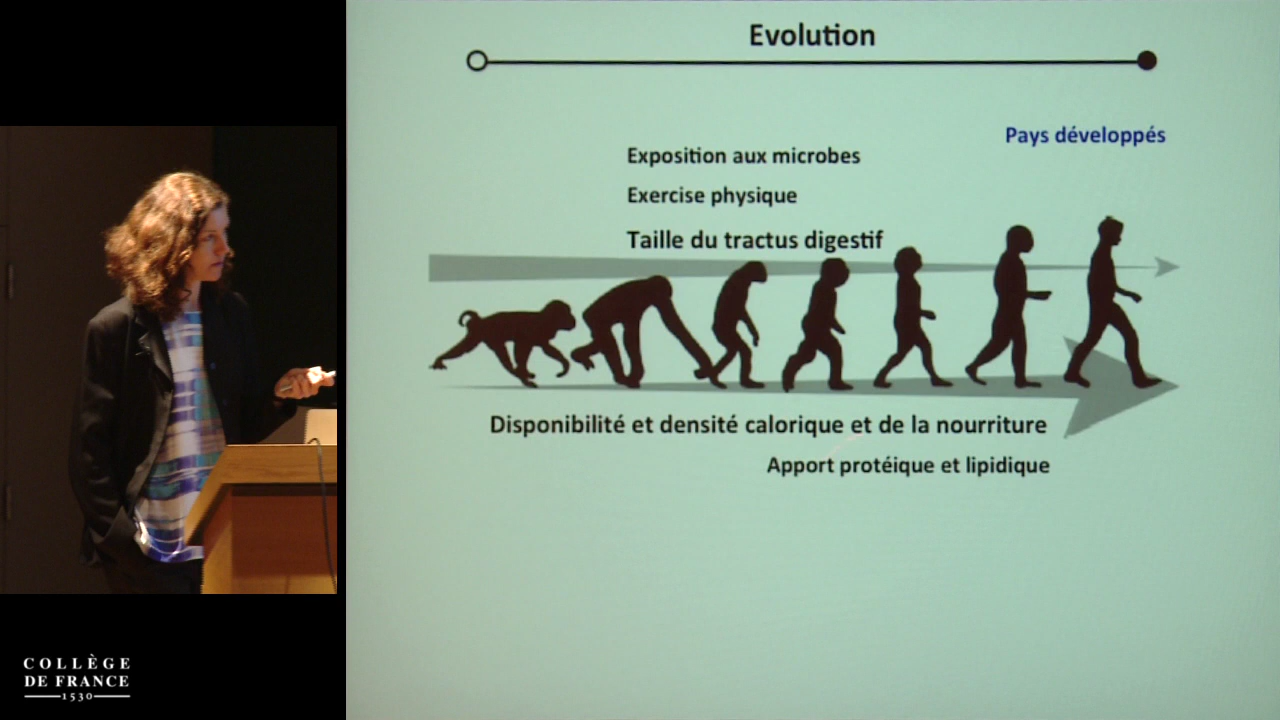 Evolution
Pays développés
Exposition aux microbes
Exercise physique
Taille du tractus digestif
Disponibilité et densité calorique et de la nourriture
Apport protéique et lipidique
COLLÈGE
DE FRANCE
1530